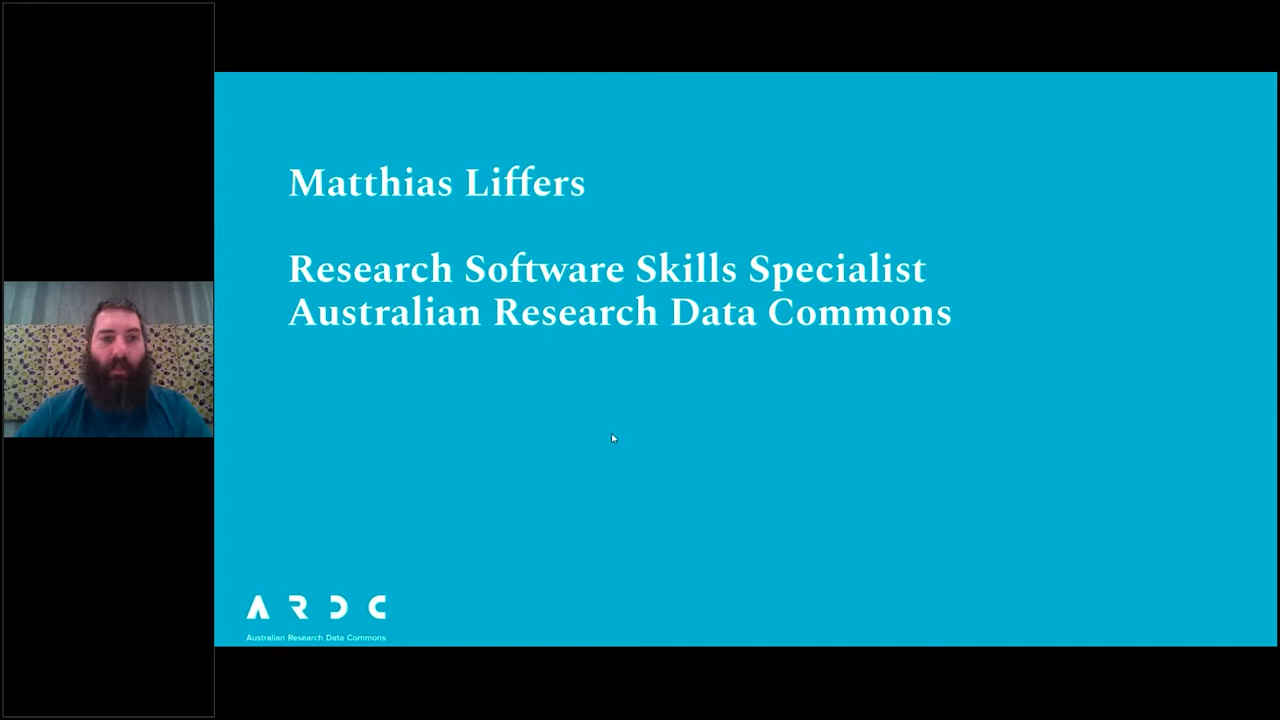 Matthias Liffers
Research Software Skills Specialist
Australian Research Data Commons
ARDC
Australian Research Data Commons